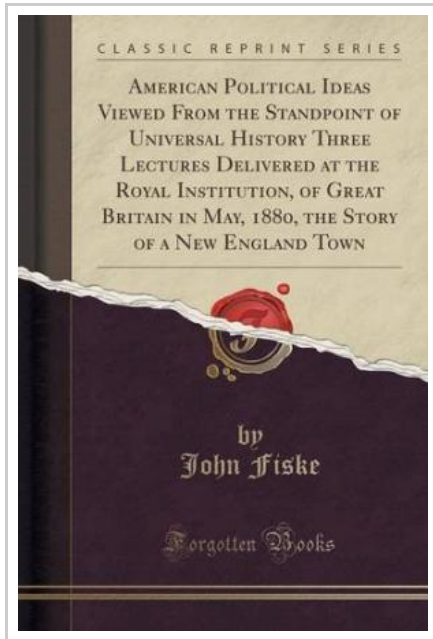 CLASSIC REPRINT SERIES
AMERICAN POLITICAL IDEAS
VIEWED FROM THE STANDPOINT OF
UNIVERSAL HISTORY THREE
LECTURES DELIVERED AT THE
ROYAL INSTITUTION, OF GREAT
BRITAIN IN MAY, 1880, THE STORY
OF A NEW ENGLAND TOWN
by
John Fiske
Forgotten Books